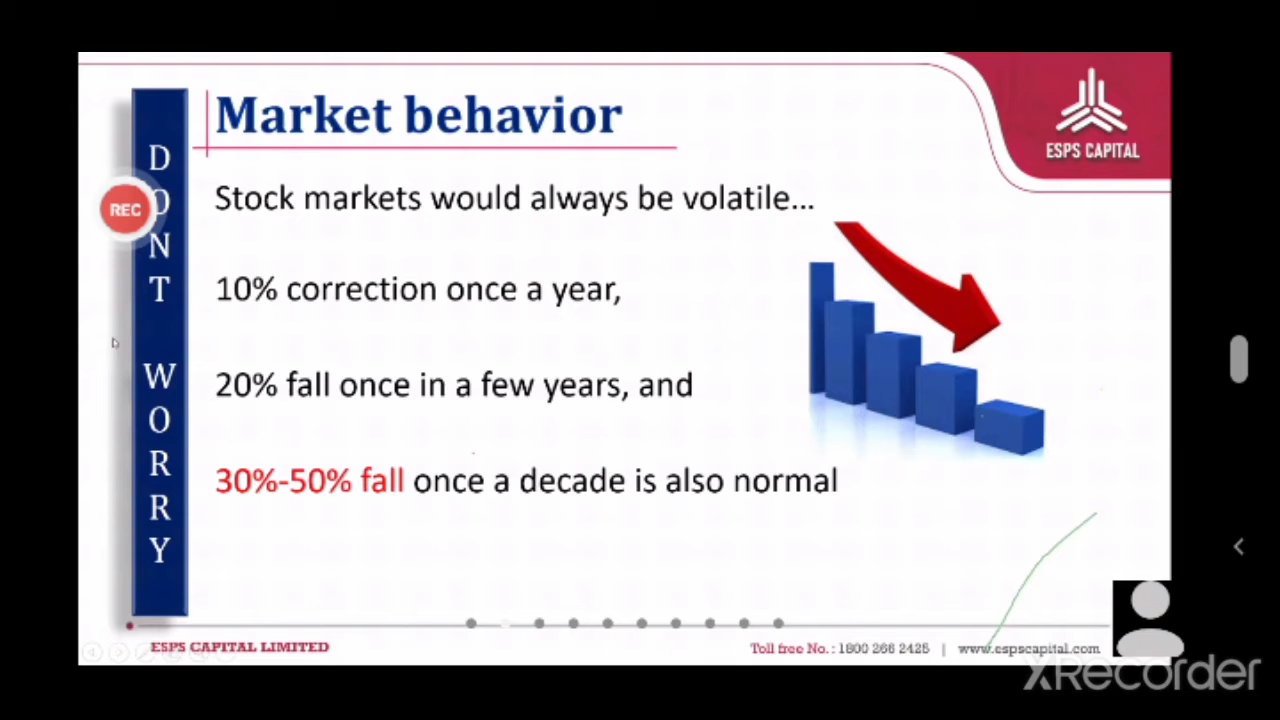 Market behavior
ESPS CAPITAL
DONT WORRY
REC
Stock markets would always be volatile...
10% correction once a year,
20% fall once in a few years, and
30%-50% fall once a decade is also normal
ESPS CAPITAL LIMITED
Toll free No. : 1800 266 2425 | www.espscapital.com
XRecorder